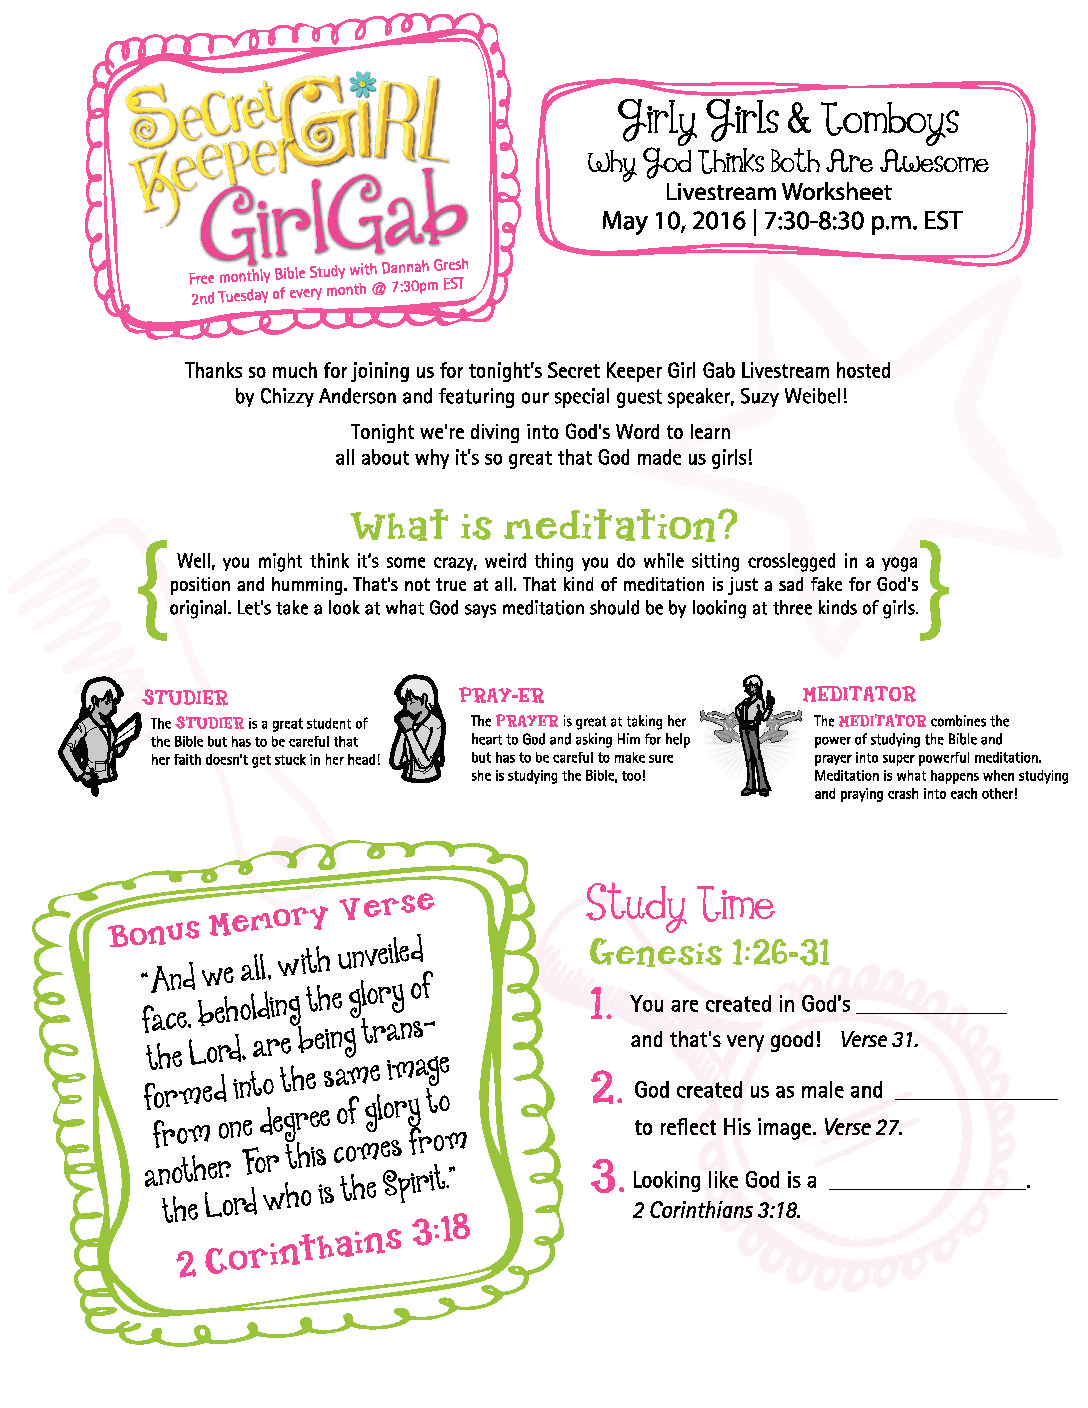 Secret
Keeper GiRL
GirlGab
Free monthly Bible Study with Dannah Gresh
2nd Tuesday of every month @ 7:30pm EST
Girly Girls & Tomboys
Why God Thinks Both Are Awesome
Livestream Worksheet
May 10, 2016 | 7:30-8:30 p.m. EST
Thanks so much for joining us for tonight's Secret Keeper Girl Gab Livestream hosted
by Chizzy Anderson and featuring our special guest speaker, Suzy Weibel!
Tonight we're diving into God's Word to learn
all about why it's so great that God made us girls!
What is meditation?
Well, you might think it's some crazy, weird thing you do while sitting crosslegged in a yoga
position and humming. That's not true at all. That kind of meditation is just a sad fake for God's
original. Let's take a look at what God says meditation should be by looking at three kinds of girls.
STUDIER
The STUDIER is a great student of
the Bible but has to be careful that
her faith doesn't get stuck in her head!
PRAY-ER
The PRAYER is great at taking her
heart to God and asking Him for help
but has to be careful to make sure
she is studying the Bible, too!
MEDITATOR
The MEDITATOR combines the
power of studying the Bible and
prayer into super powerful meditation.
Meditation is what happens when studying
and praying crash into each other!
Bonus Memory Verse
"And we all, with unveiled
face, beholding the glory of
the Lord, are being trans-
formed into the same image
from one degree of glory to
another. For this comes from
the Lord who is the Spirit."
2 Corinthains 3:18
Study Time
Genesis 1:26-31
1. You are created in God's ______________
and that's very good! Verse 31.
2. God created us as male and _______________
to reflect His image. Verse 27.
3. Looking like God is a __________________.
2 Corinthians 3:18.